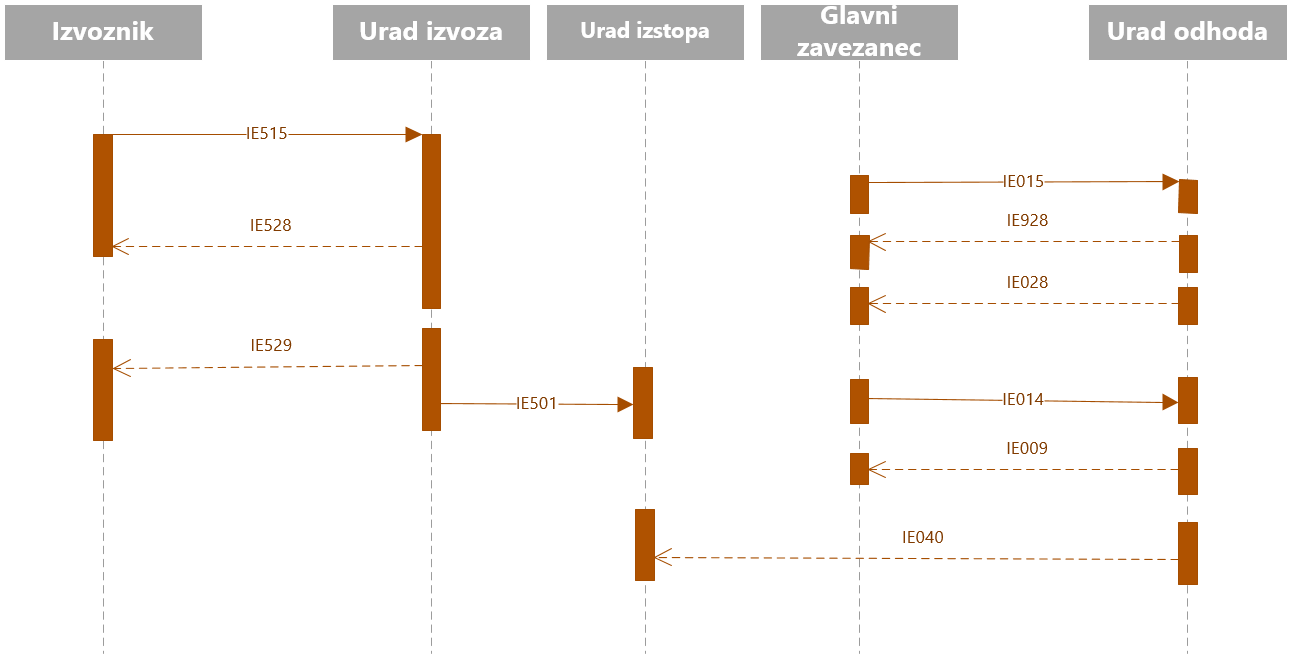 Izvoznik
Urad izvoza
Urad izstopa
Glavni
zavezanec
Urad odhoda
IE515
IE015
IE928
IE528
IE028
IE529
IE014
IE501
IE009
IE040